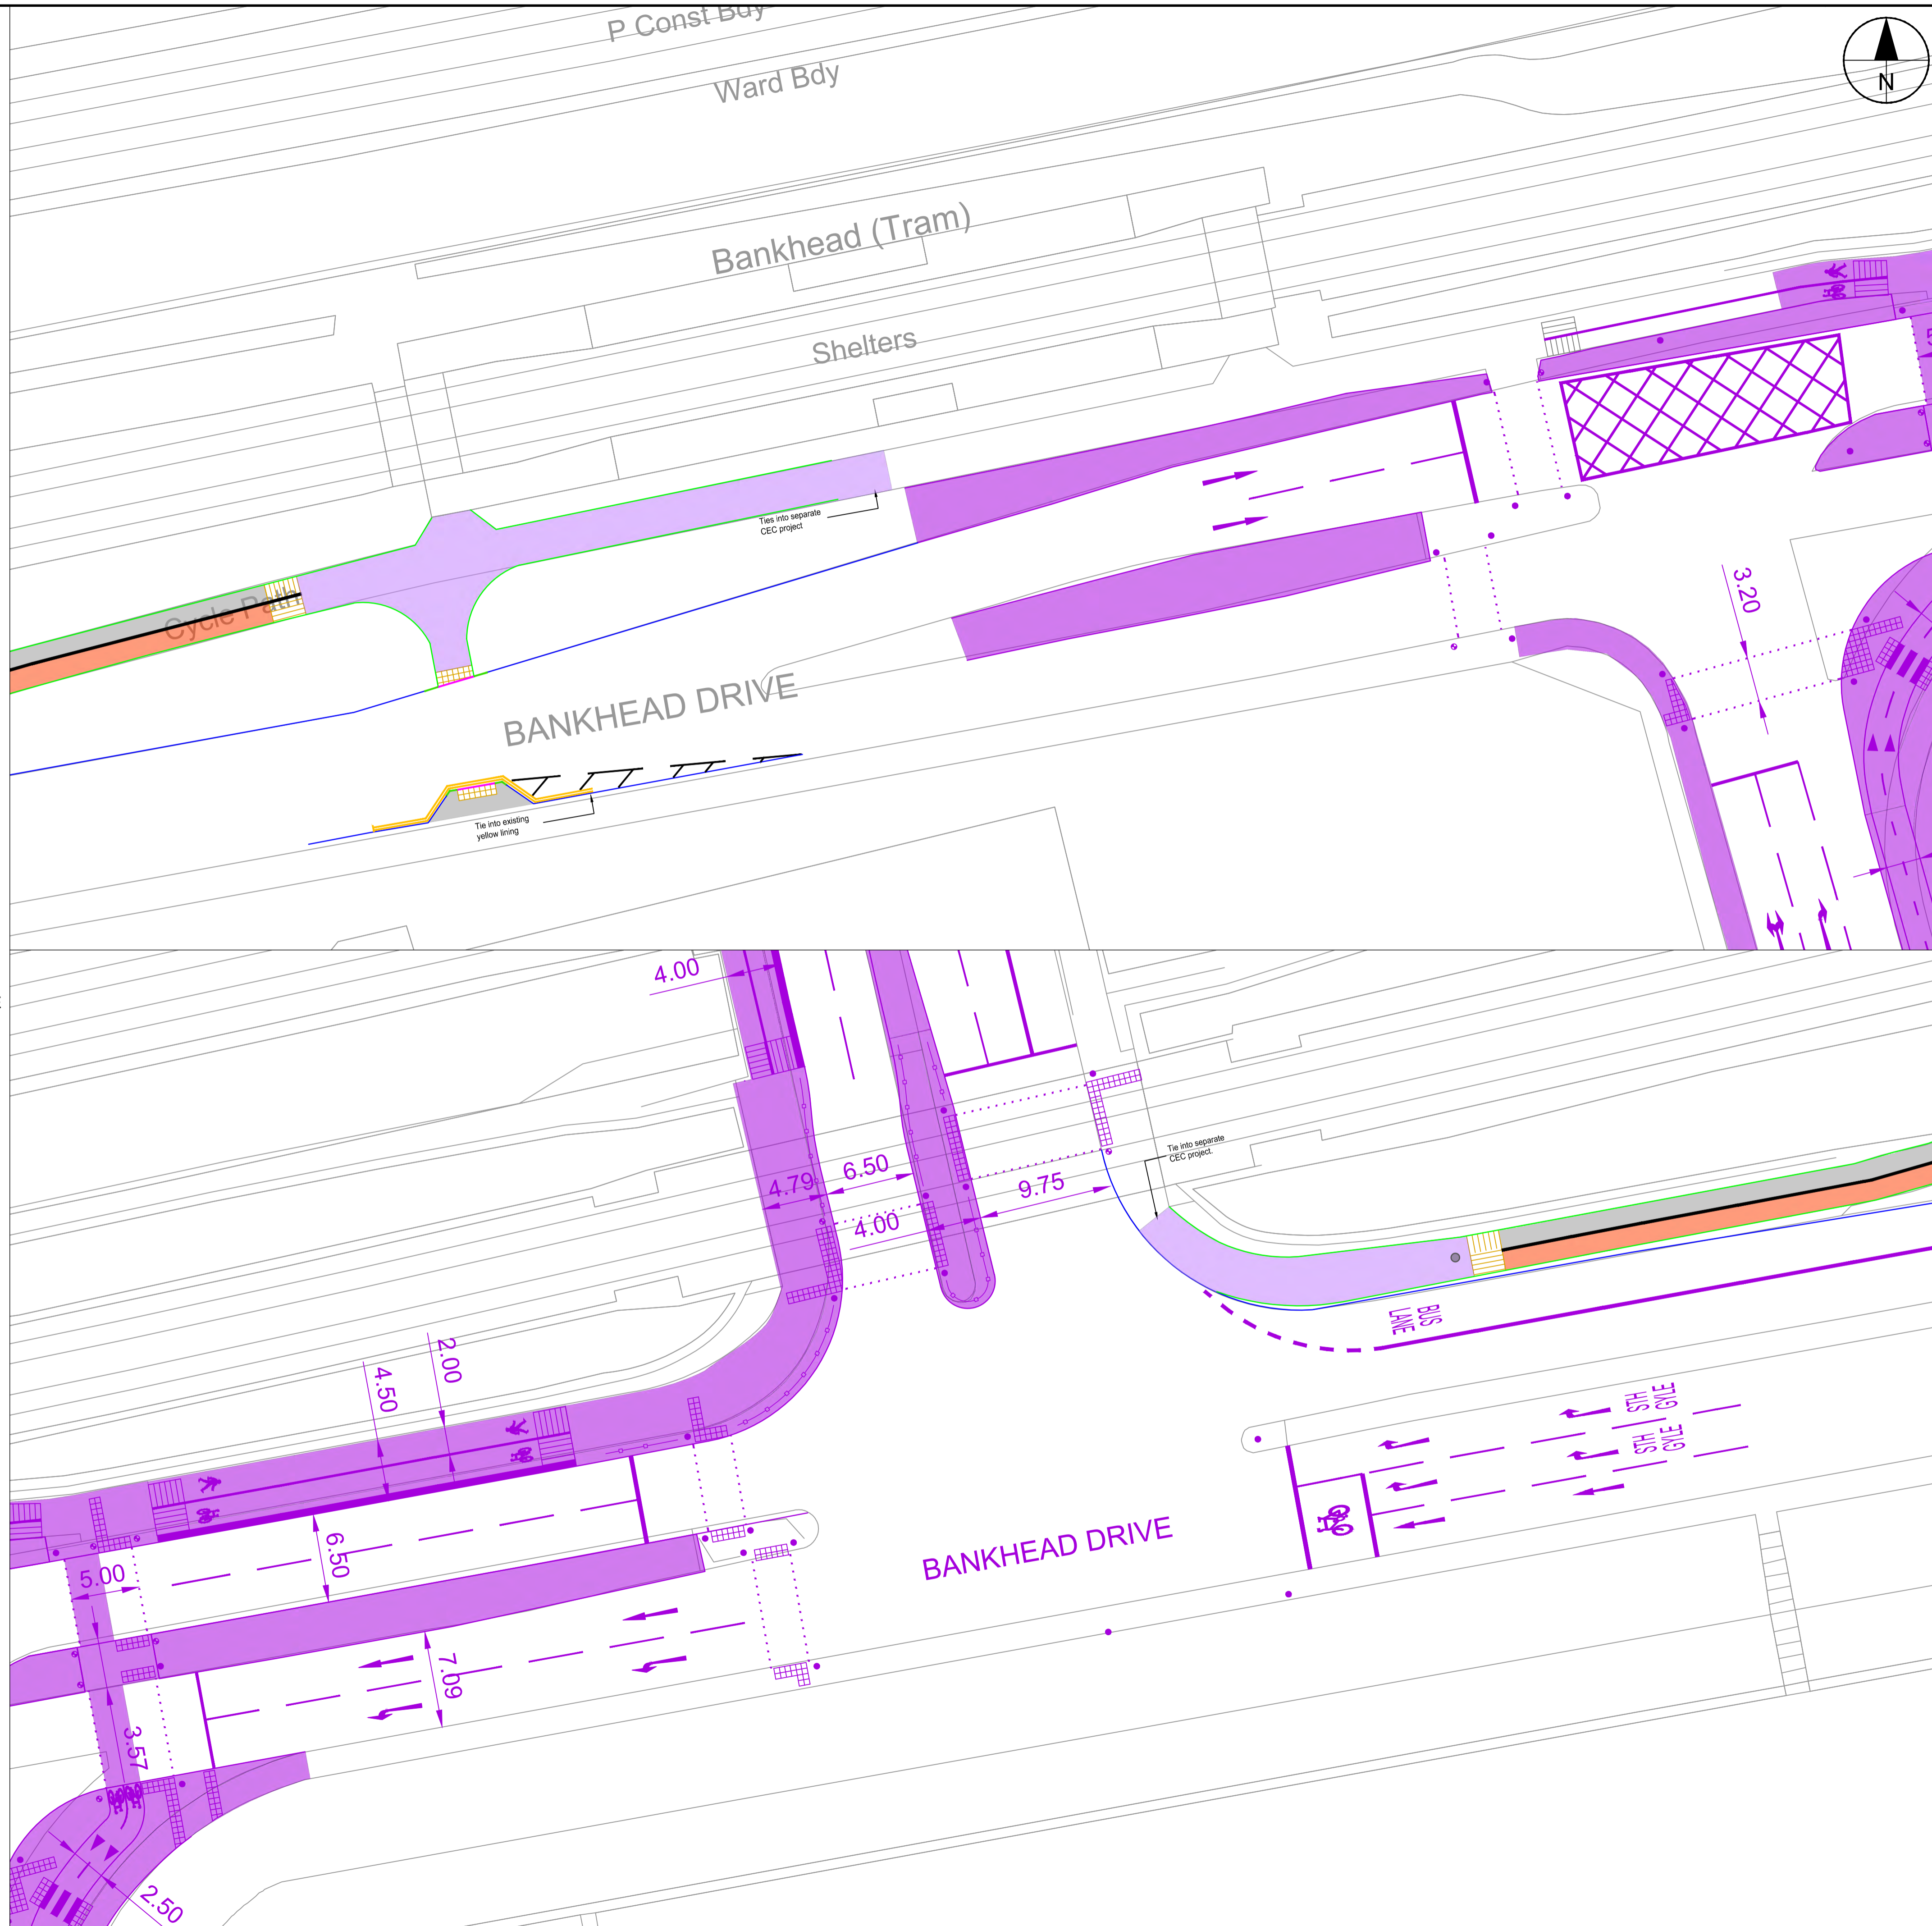 P Const Bdy
Ward Bdy
N
Bankhead (Tram)
Shelters
Ties into separate
CEC project
Cycle Path
3.20
BANKHEAD DRIVE
Tie into existing
yellow lining
4.00
Tie into separate
CEC project.
6.50
4.79
9.75
4.00
BUS
LANE
2.00
4.50
GYLE
STH
GYLE
STH
BANKHEAD DRIVE
6.50
5.00
7.09
3.57
2.50